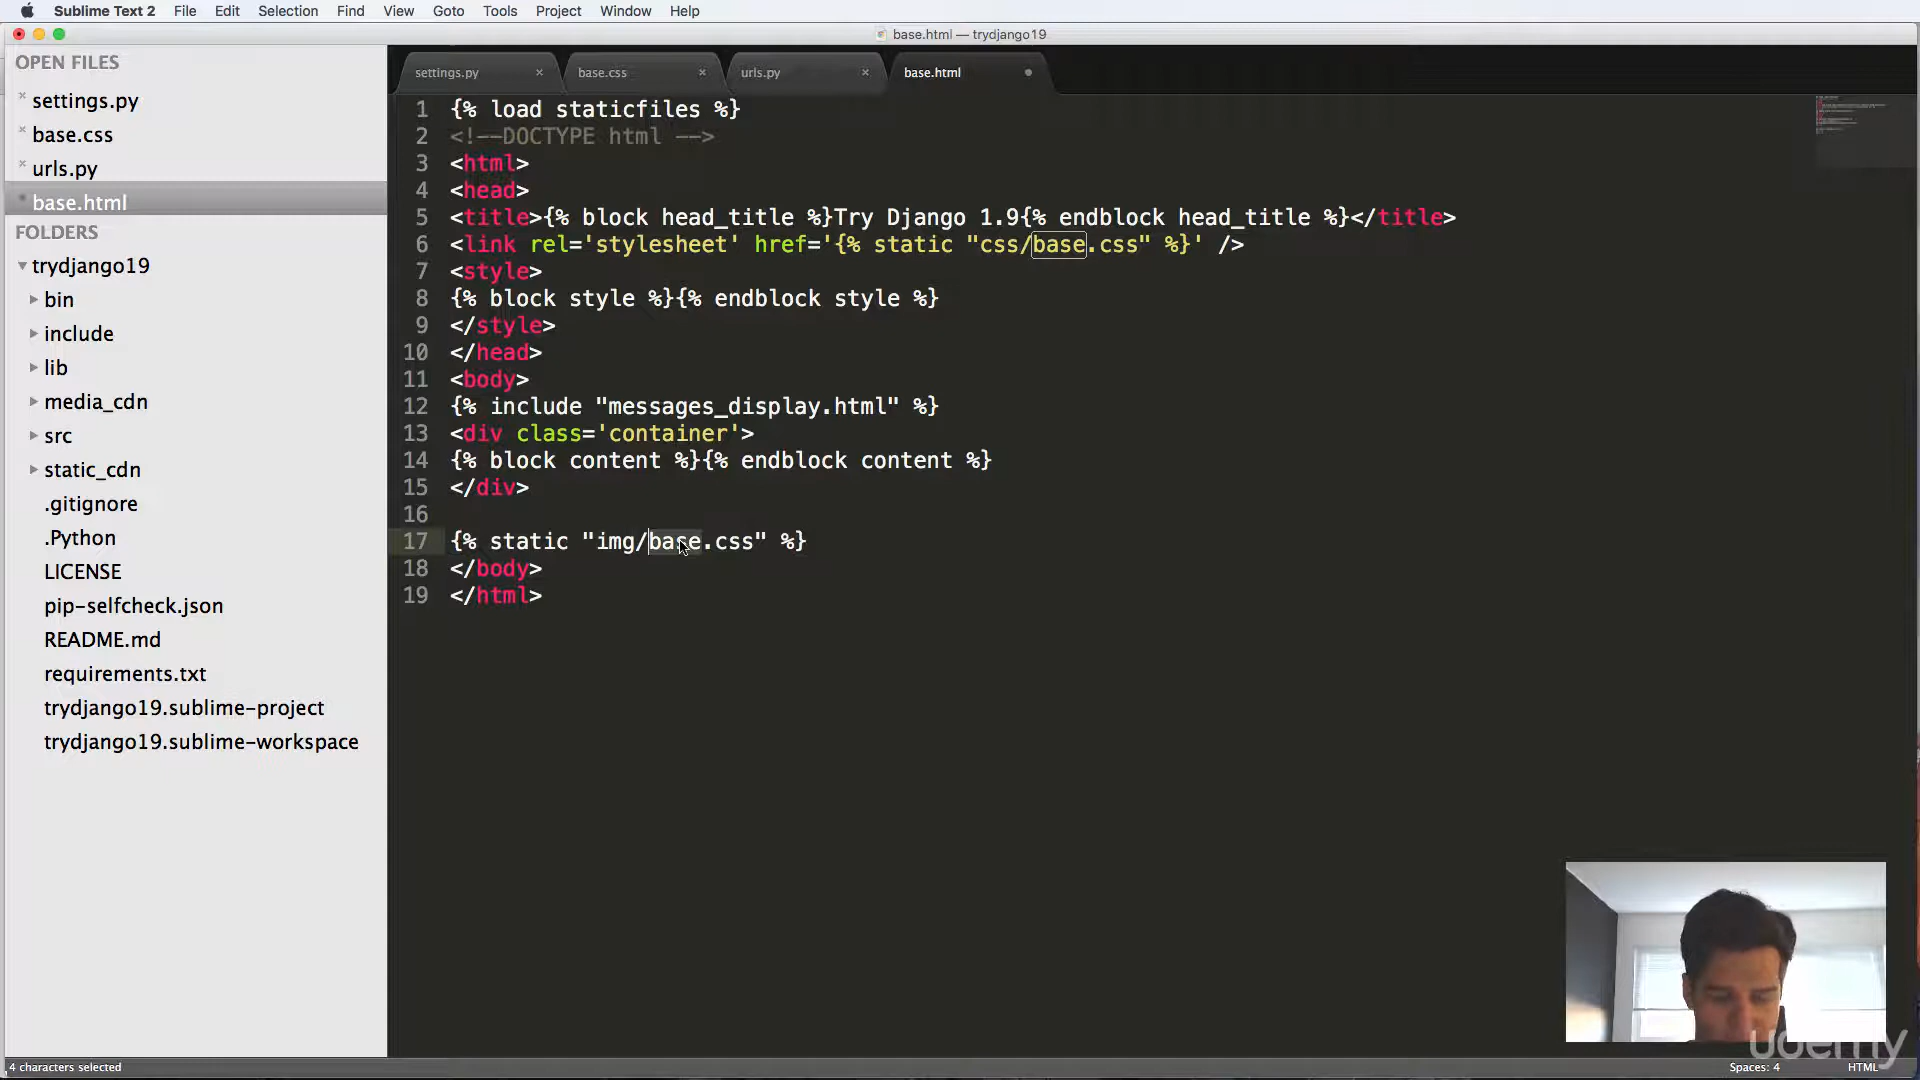 Sublime Text 2 File Edit Selection Find View Goto Tools Project Window Help
base.html — trydjango19
OPEN FILES
settings.py
base.css
urls.py
base.html
FOLDERS
trydjango19
bin
include
lib
media_cdn
src
static_cdn
.gitignore
.Python
LICENSE
pip-selfcheck.json
README.md
requirements.txt
trydjango19.sublime-project
trydjango19.sublime-workspace
settings.py × base.css × urls.py × base.html
1 {% load staticfiles %}
2 <!--DOCTYPE html -->
3 <html>
4 <head>
5 <title>{% block head_title %}Try Django 1.9{% endblock head_title %}</title>
6 <link rel='stylesheet' href='{% static "css/base.css" %}' />
7 <style>
8 {% block style %}{% endblock style %}
9 </style>
10 </head>
11 <body>
12 {% include "messages_display.html" %}
13 <div class='container'>
14 {% block content %}{% endblock content %}
15 </div>
16
17 {% static "img/base.css" %}
18 </body>
19 </html>
udemy
4 characters selected
Spaces: 4
HTML